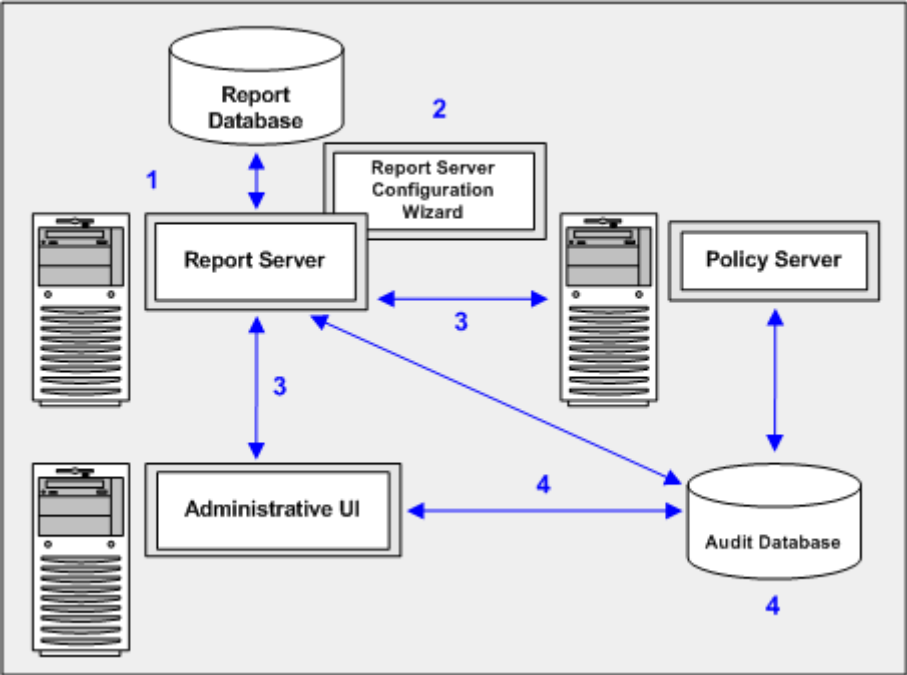 Report
Database
2
Report Server
Configuration
Wizard
1
Report Server
Policy Server
3
3
Administrative UI
4
Audit Database
4